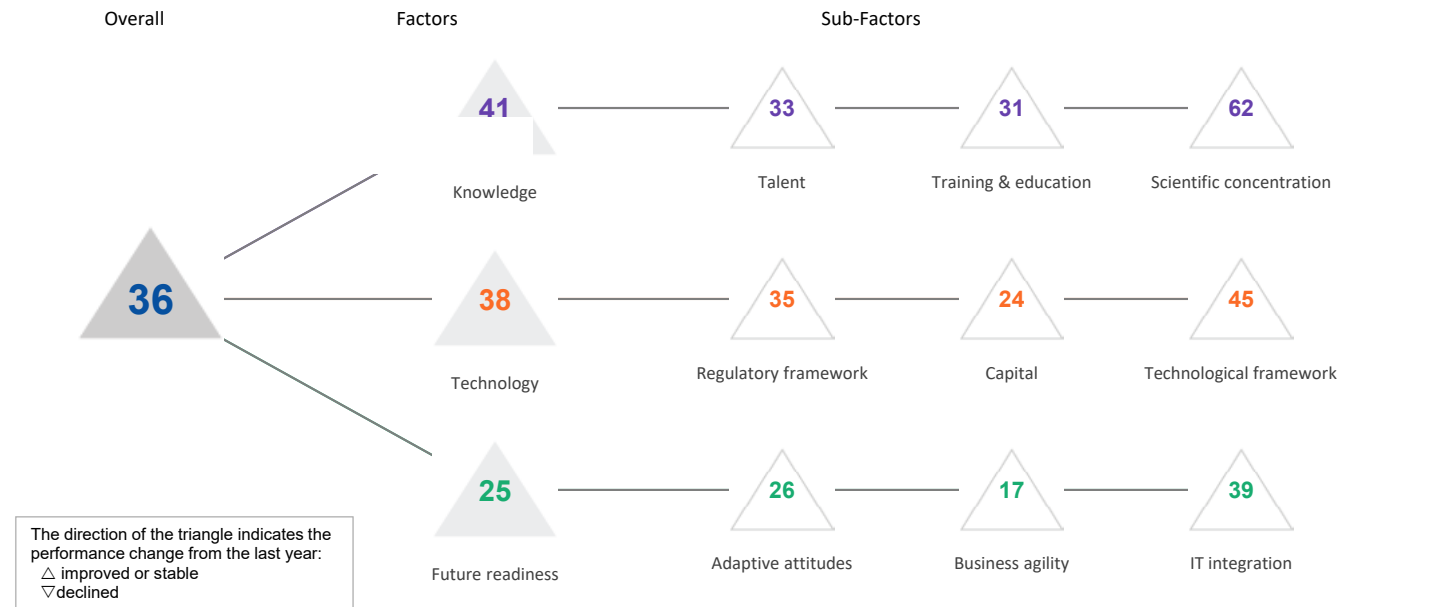 Overall
Factors
Sub-Factors
41
33
31
62
Knowledge
Talent
Training & education
Scientific concentration
36
38
35
24
45
Technology
Regulatory framework
Capital
Technological framework
25
26
17
39
Future readiness
Adaptive attitudes
Business agility
IT integration
The direction of the triangle indicates the
performance change from the last year:
△ improved or stable
▽declined